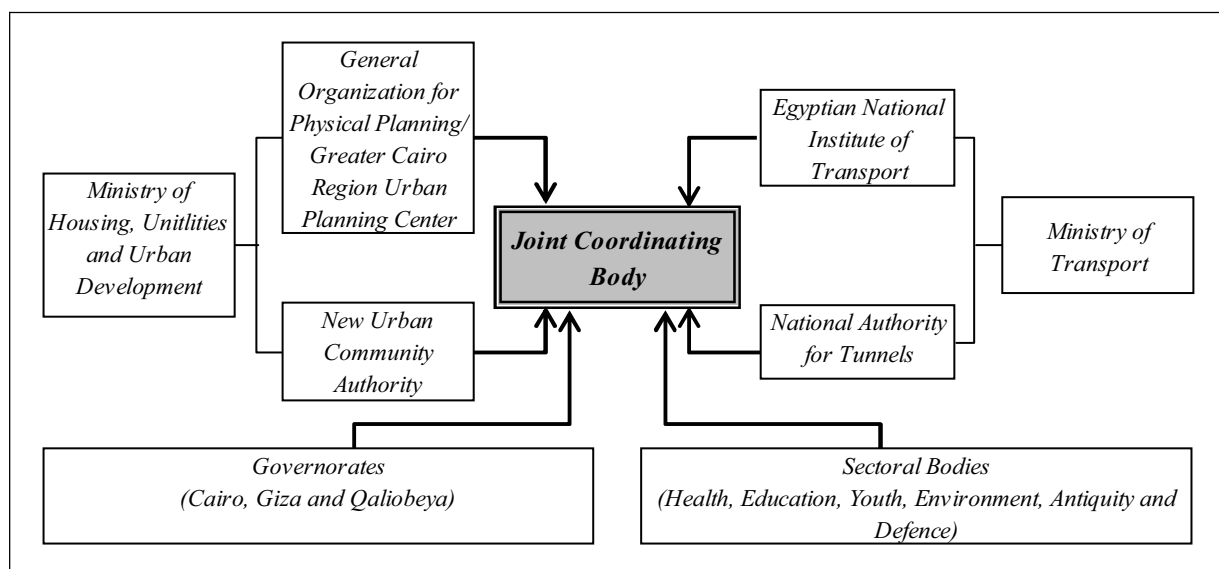 General
Organization for
Physical Planning/
Greater Cairo
Region Urban
Planning Center
Egyptian National
Institute of
Transport
Ministry of
Housing, Unitlities
and Urban
Development
Joint Coordinating
Body
Ministry of
Transport
New Urban
Community
Authority
National Authority
for Tunnels
Governorates
(Cairo, Giza and Qaliobeya)
Sectoral Bodies
(Health, Education, Youth, Environment, Antiquity and
Defence)